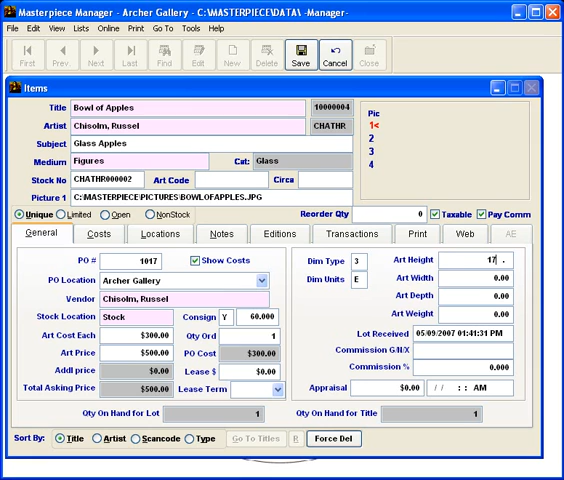 Masterpiece Manager - Archer Gallery - C:\MASTERPIECE\DATA\ -Manager-
File Edit View Lists Online Print Go To Tools Help
First Prev. Next Last Find Edit New Delete Save Cancel Close
Items
Title Bowl of Apples 10000004
Artist Chisolm, Russel CHATHR
Subject Glass Apples
Medium Figures Cat: Glass
Stock No CHATHR000002 Art Code Circa
Picture 1 C:\MASTERPIECE\PICTURES\BOWLOFAPPLES.JPG
Pic
1<
2
3
4
Unique Limited Open NonStock Reorder Qty 0 Taxable Pay Comm
General Costs Locations Notes Editions Transactions Print Web AE
PO # 1017 Show Costs
PO Location Archer Gallery
Vendor Chisolm, Russel
Stock Location Stock Consign Y 60.000
Art Cost Each $300.00 Qty Ord 1
Art Price $500.00 PO Cost $300.00
Addl price $0.00 Lease $ $0.00
Total Asking Price $500.00 Lease Term
Dim Type 3 Art Height 17 .
Dim Units E Art Width 0.00
Art Depth 0.00
Art Weight 0.00
Lot Received 05/09/2007 01:41:31 PM
Commission G/N/X
Commission % 0.000
Appraisal $0.00 / / : : AM
Qty On Hand for Lot 1 Qty On Hand for Title 1
Sort By: Title Artist Scancode Type Go To Titles R Force Del